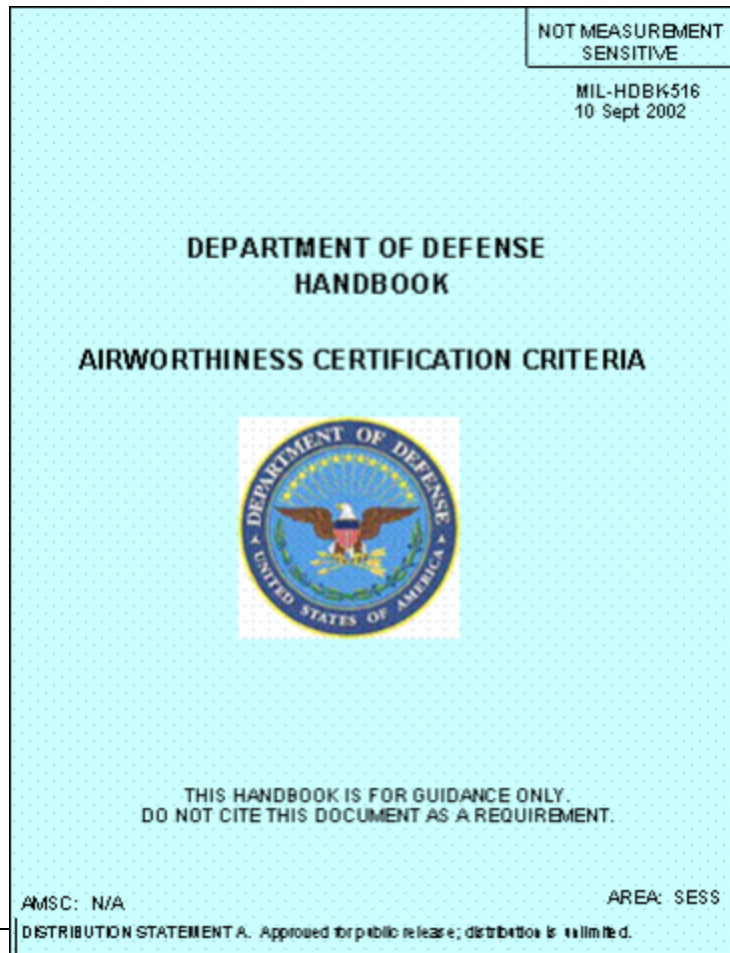 NOT MEASUREMENT
SENSITIVE
MIL-HDBK-516
10 Sept 2002
DEPARTMENT OF DEFENSE
HANDBOOK
AIRWORTHINESS CERTIFICATION CRITERIA
DEPARTMENT OF DEFENSE
UNITED STATES OF AMERICA
THIS HANDBOOK IS FOR GUIDANCE ONLY.
DO NOT CITE THIS DOCUMENT AS A REQUIREMENT.
AMSC: N/A
AREA: SESS
DISTRIBUTION STATEMENT A. Approved for public release; distribution is unlimited.